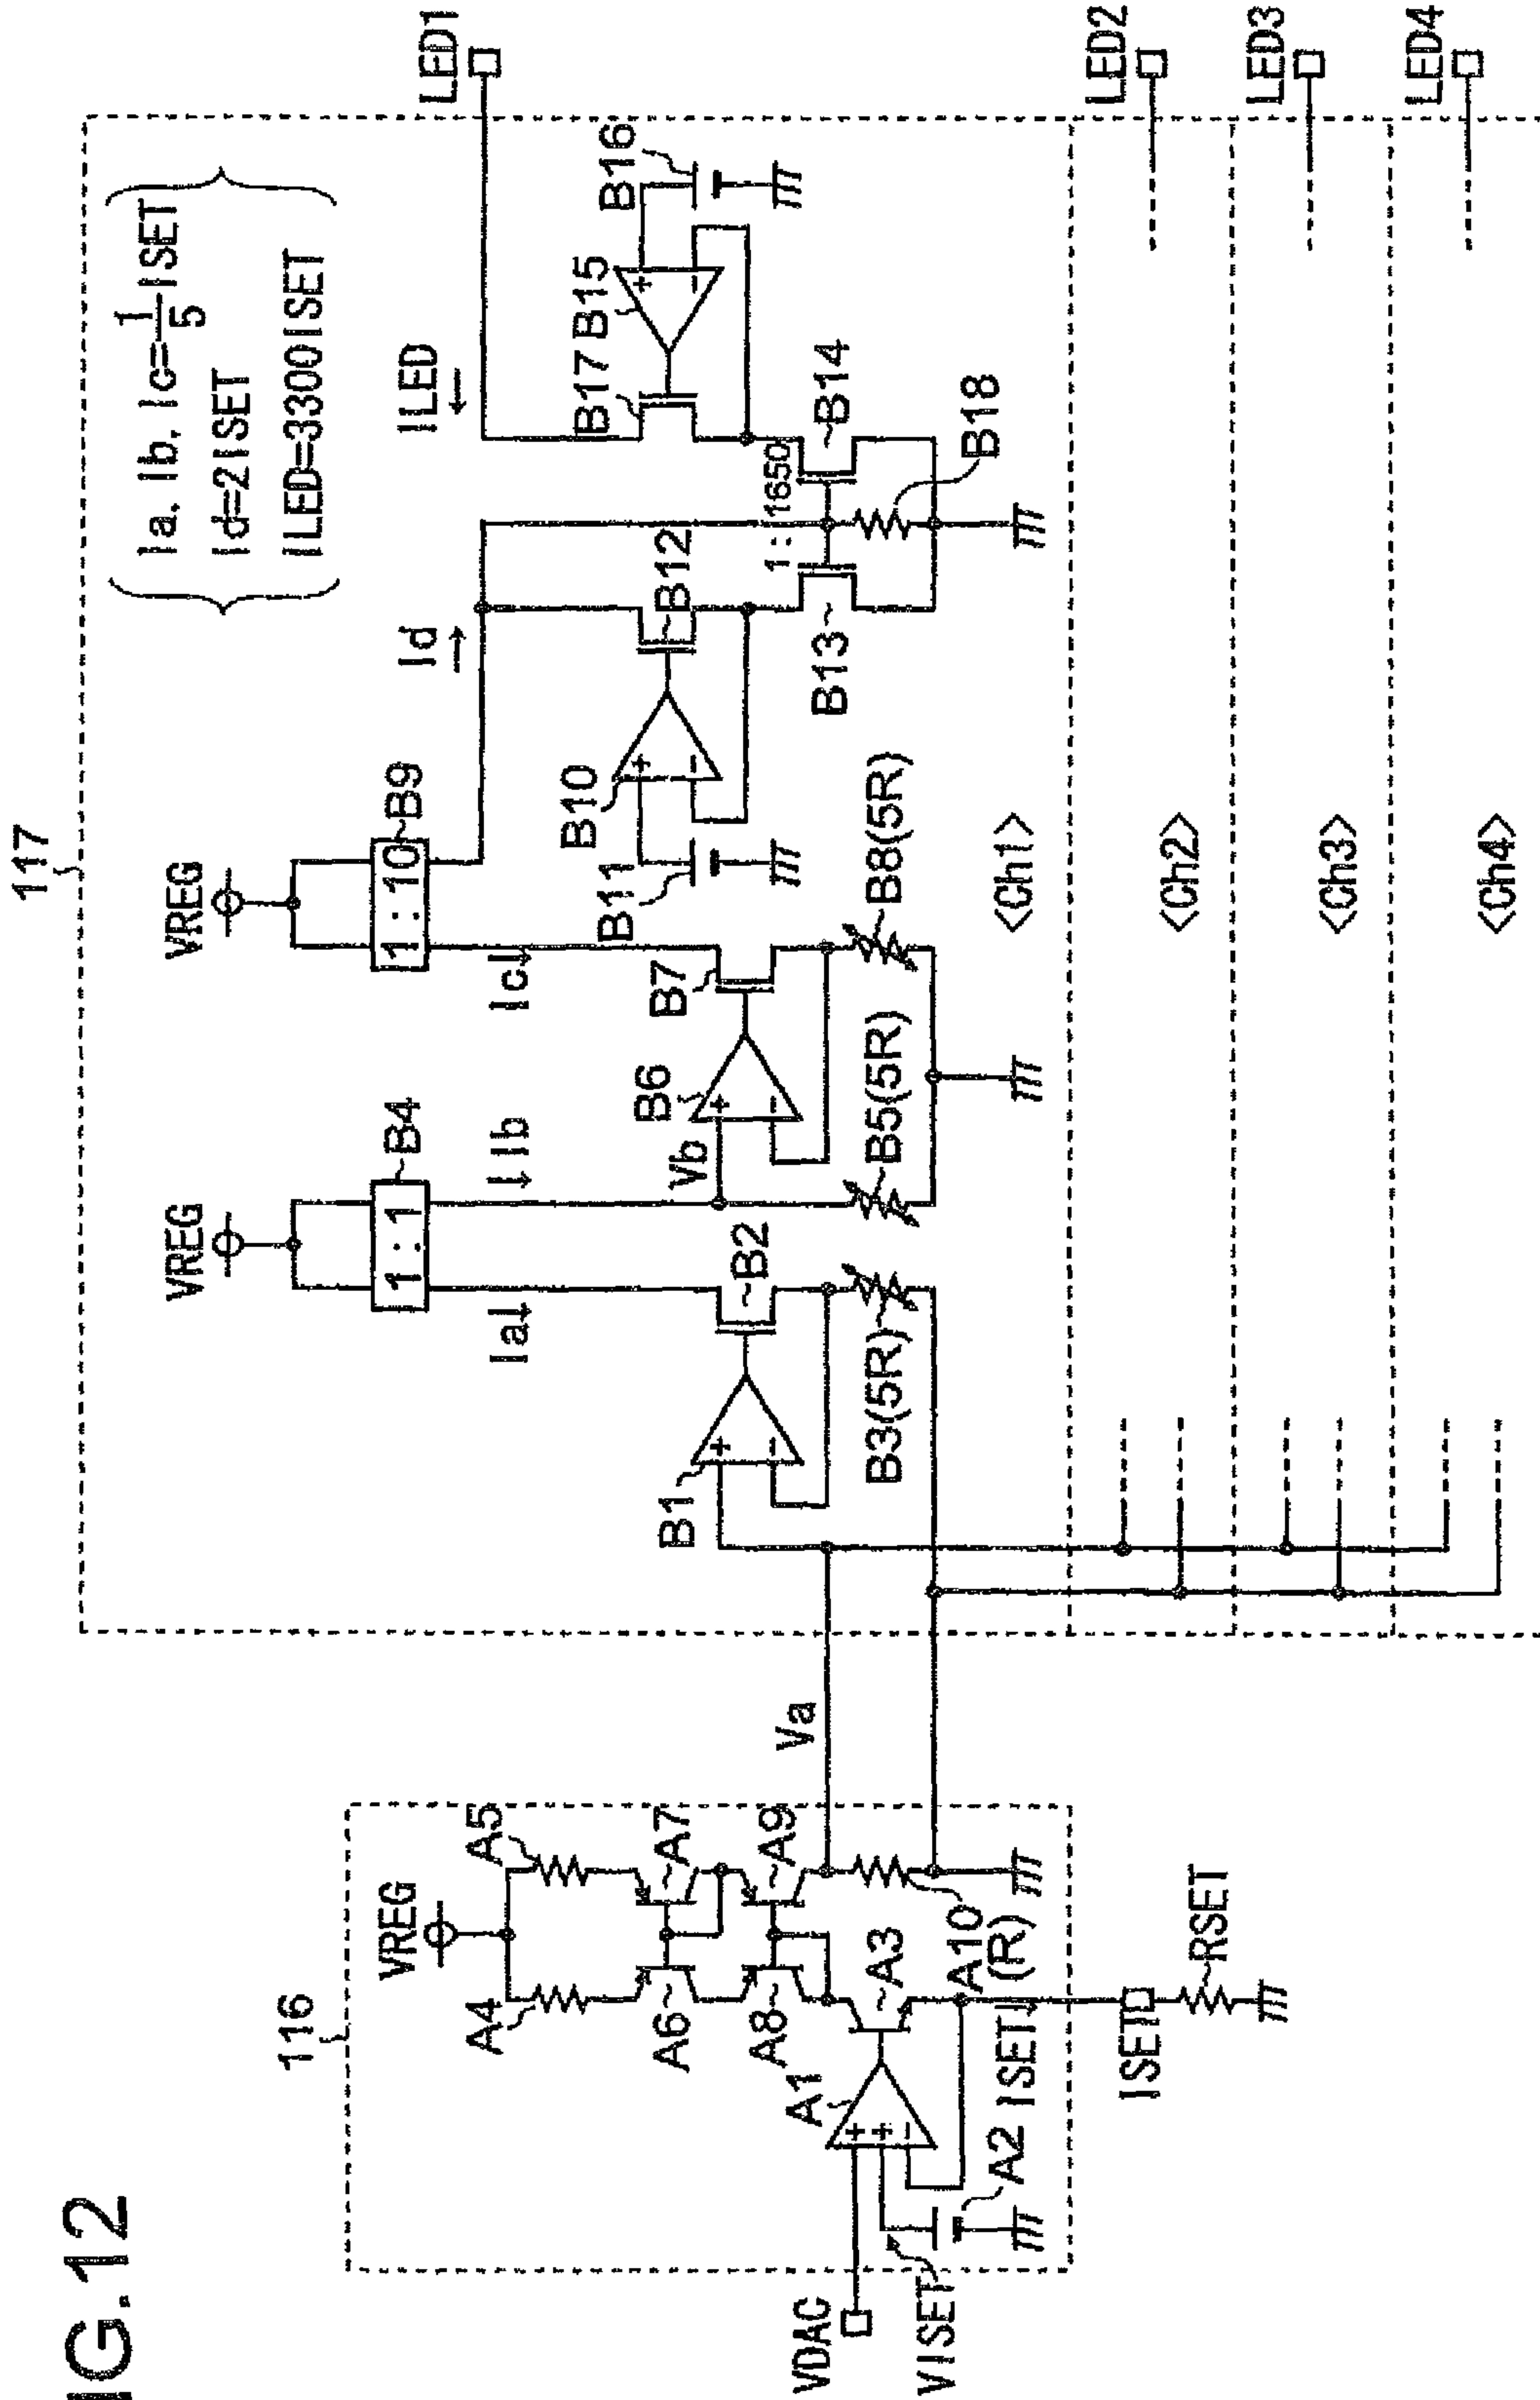 IG.12
116
VREG
A4
A5
A6
A7
A8
A9
A1
A3
A10
(R)
VDAC
VISET
A2
ISET↓
ISET
RSET
Va
117
VREG
1 : 1
B4
Ia↓
↓Ib
B1
B2
B3(5R)
Vb
B5(5R)
B6
VREG
1 : 10
B9
Ic↓
B7
B8(5R)
Id →
B10
B11
B12
B13
1 : 1650
B14
B18
ILED ←
B17
B15
B16
Ia, Ib, Ic=1/5 ISET
Id=2ISET
ILED=3300ISET
LED1
<Ch1>
LED2
<Ch2>
LED3
<Ch3>
LED4
<Ch4>